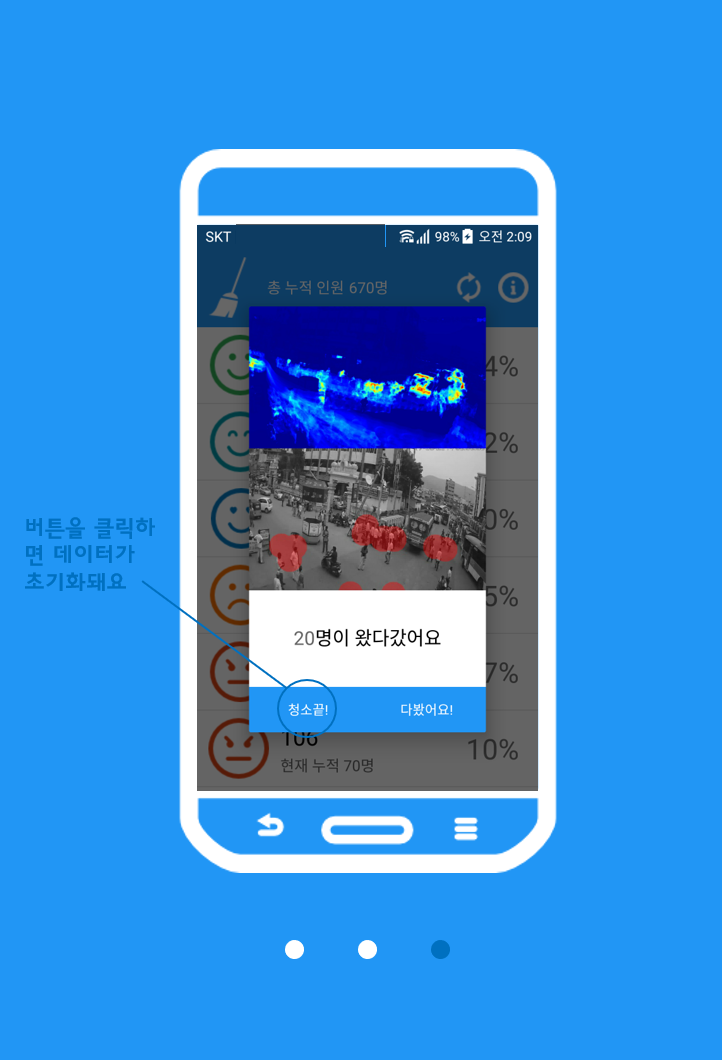 SKT 98% 오전 2:09
총 누적 인원 670명
4%
2%
0%
버튼을 클릭하
면 데이터가
초기화돼요
5%
20명이 왔다갔어요
7%
청소끝! 다봤어요!
106
10%
현재 누적 70명